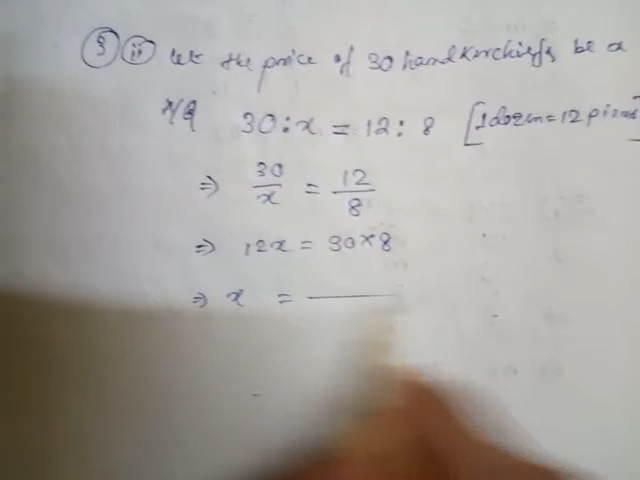 3 ii Let the price of 30 handkerchiefs be x
A/Q 30 : x = 12 : 8 [1 dozen = 12 pieces]
⇒ 30/x = 12/8
⇒ 12x = 30 × 8
⇒ x =